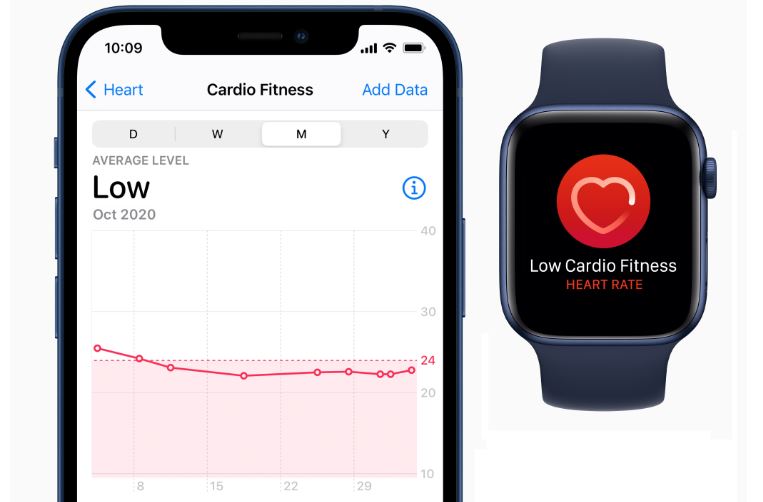 10:09
Heart
Cardio Fitness
Add Data
D
W
M
Y
AVERAGE LEVEL
Low
Oct 2020
40
30
24
20
10
8
15
22
29
Low Cardio Fitness
HEART RATE